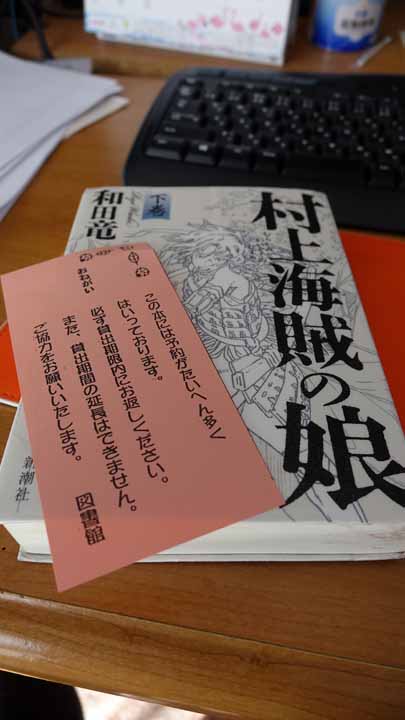 村上海賊の娘
下巻
和田竜
新潮社
おねがい
この本には予約がたいへん多く
はいっております。
必ず貸出期限内にお返しください。
また、貸出期間の延長はできません。
ご協力をお願いいたします。
図書館